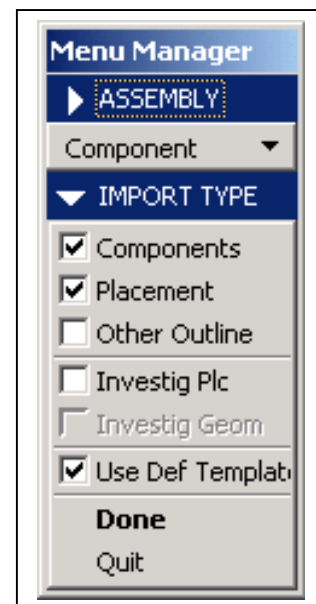 Menu Manager
ASSEMBLY
Component
IMPORT TYPE
Components
Placement
Other Outline
Investig Plc
Investig Geom
Use Def Templat
Done
Quit